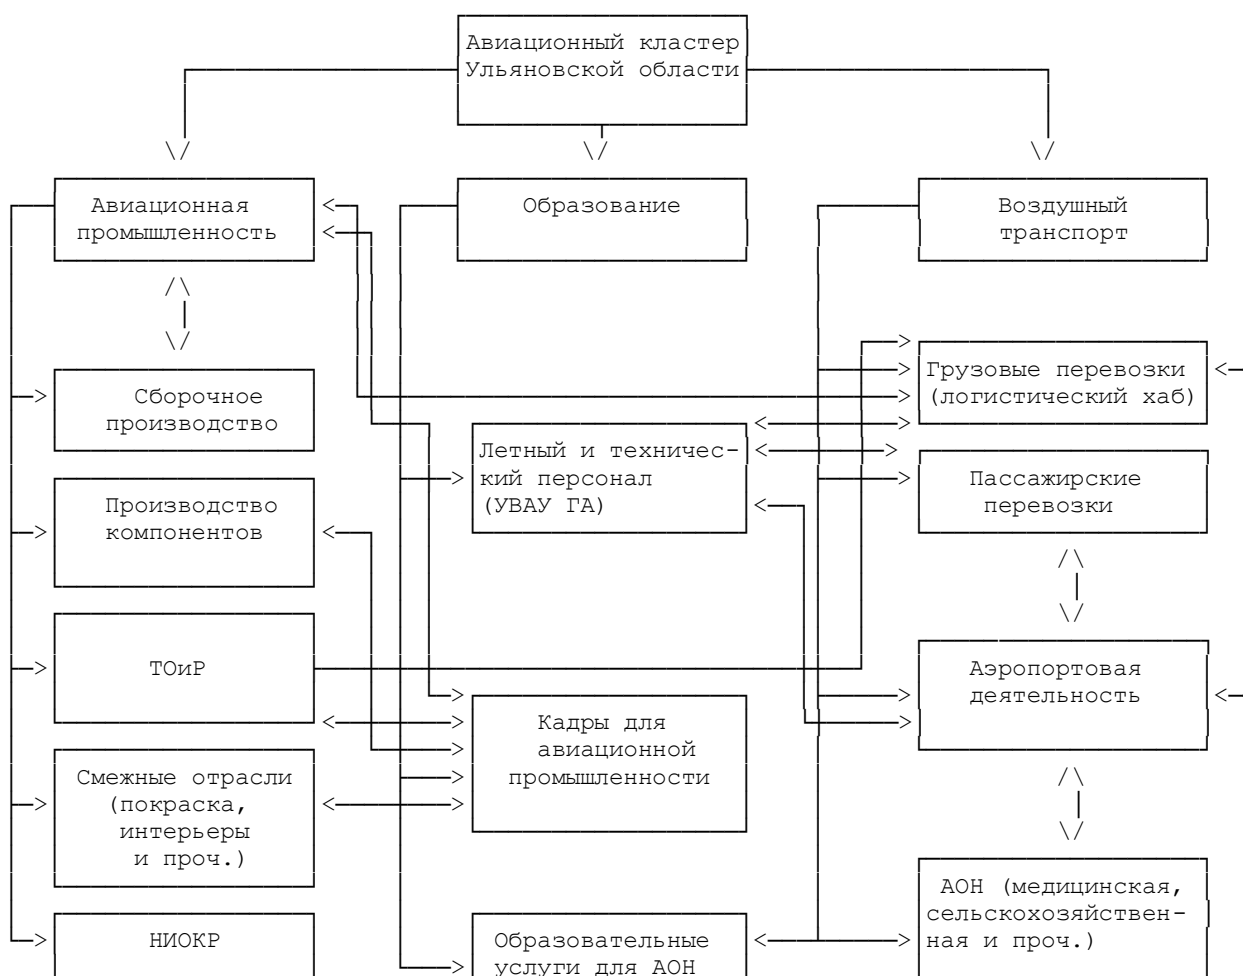 Авиационный кластер
Ульяновской области
Авиационная
промышленность
Образование
Воздушный
транспорт
Сборочное
производство
Грузовые перевозки
(логистический хаб)
Летный и техничес-
кий персонал
(УВАУ ГА)
Производство
компонентов
Пассажирские
перевозки
ТОиР
Аэропортовая
деятельность
Кадры для
авиационной
промышленности
Смежные отрасли
(покраска,
интерьеры
и проч.)
АОН (медицинская,
сельскохозяйствен-
ная и проч.)
НИОКР
Образовательные
услуги для АОН